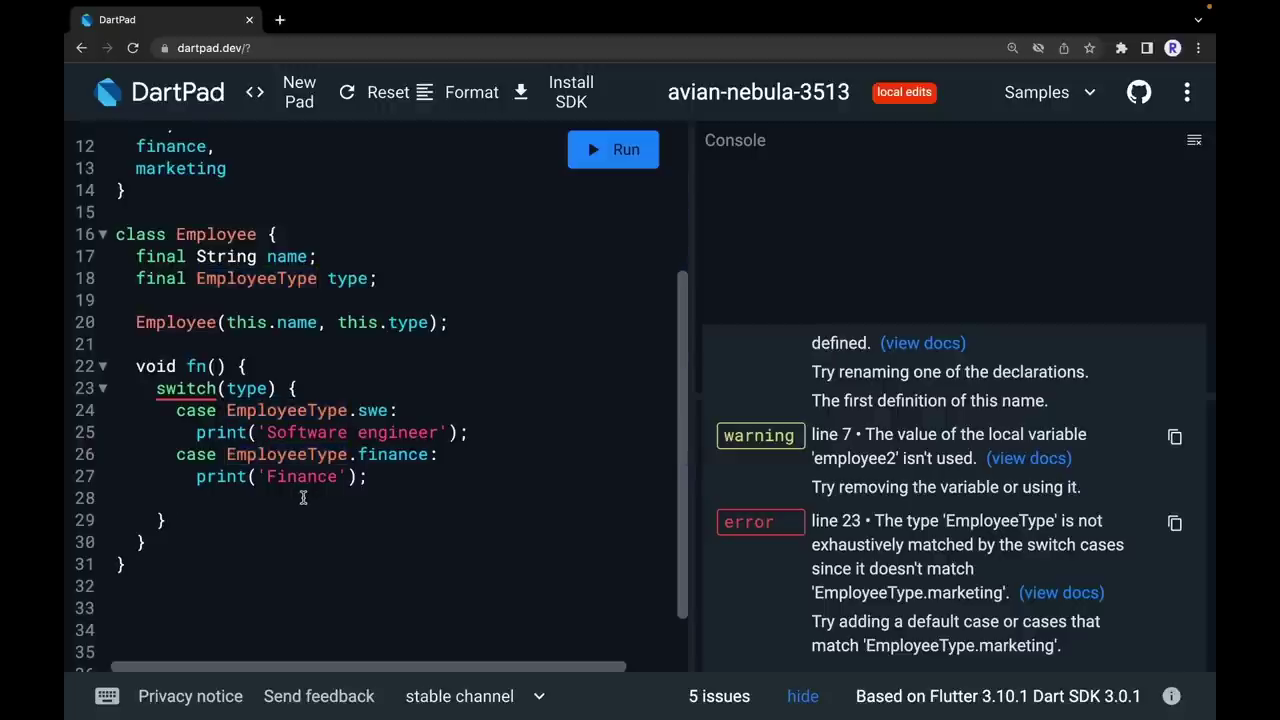 DartPad
dartpad.dev/?
R
DartPad
<> New Pad
Reset
Format
Install SDK
avian-nebula-3513
local edits
Samples
Run
Console
12 finance,
13 marketing
14 }
15
16 class Employee {
17 final String name;
18 final EmployeeType type;
19
20 Employee(this.name, this.type);
21
22 void fn() {
23 switch(type) {
24 case EmployeeType.swe:
25 print('Software engineer');
26 case EmployeeType.finance:
27 print('Finance');
28
29 }
30 }
31 }
32
33
34
35
defined. (view docs)
Try renaming one of the declarations.
The first definition of this name.
warning line 7 • The value of the local variable
'employee2' isn't used. (view docs)
Try removing the variable or using it.
error line 23 • The type 'EmployeeType' is not
exhaustively matched by the switch cases
since it doesn't match
'EmployeeType.marketing'. (view docs)
Try adding a default case or cases that
match 'EmployeeType.marketing'.
Privacy notice
Send feedback
stable channel
5 issues
hide
Based on Flutter 3.10.1 Dart SDK 3.0.1